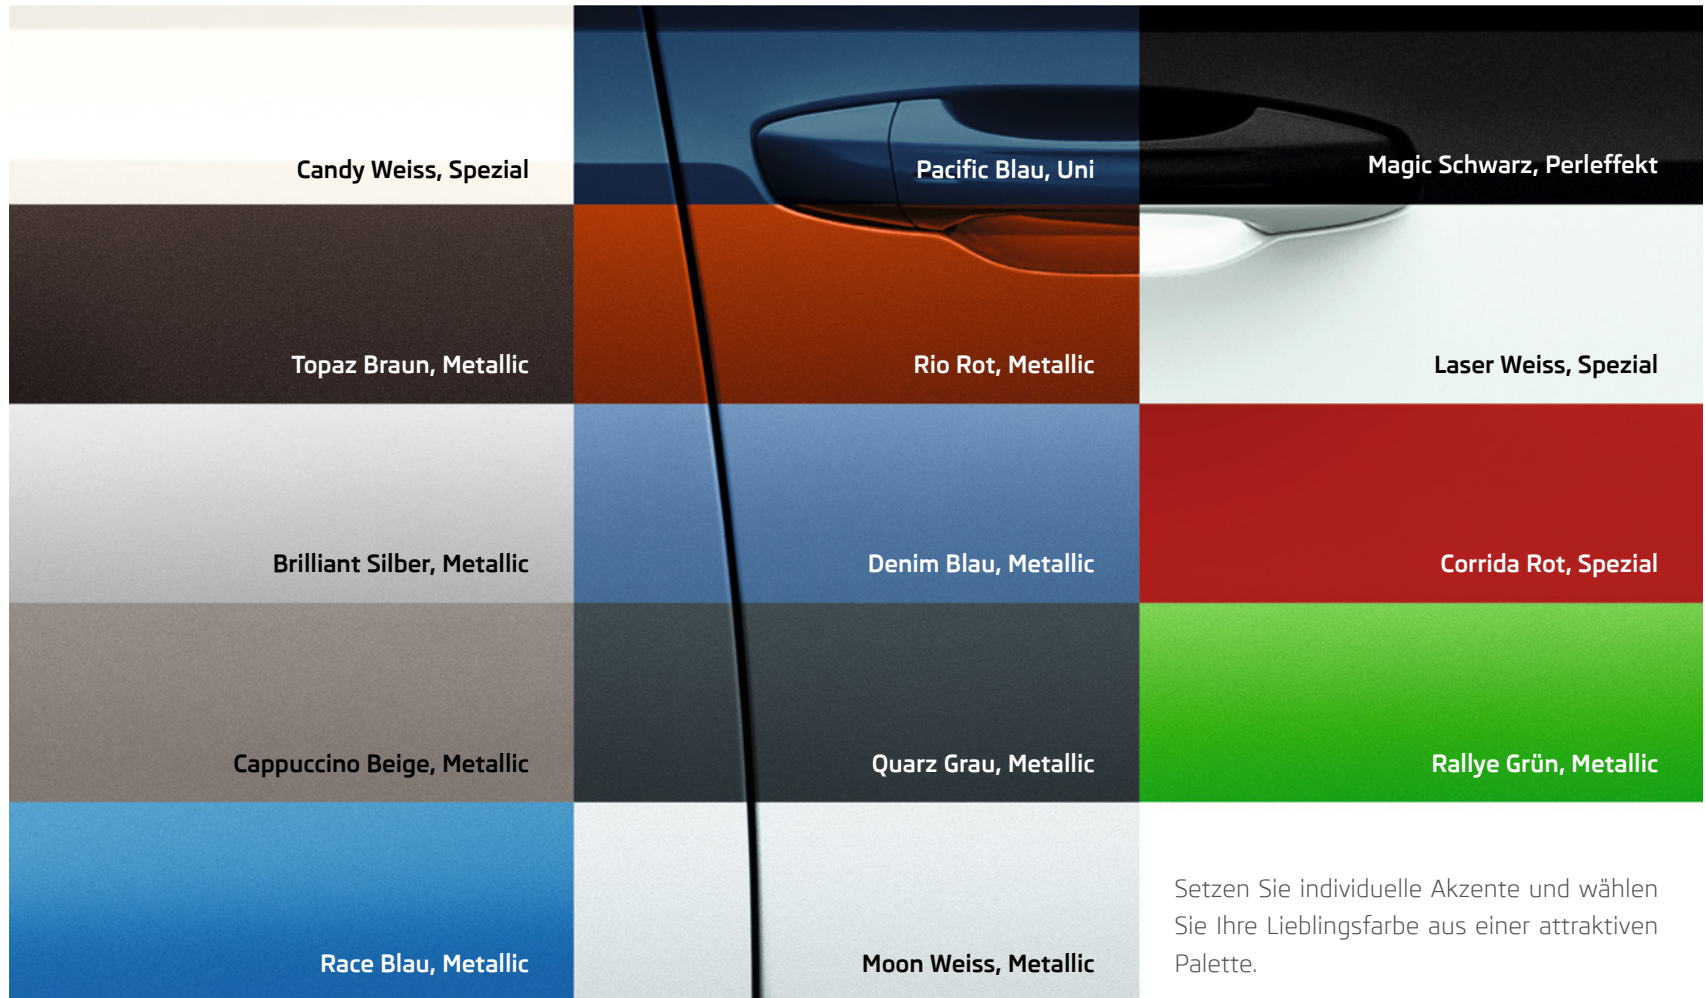 Candy Weiss, Spezial
Pacific Blau, Uni
Magic Schwarz, Perleffekt
Topaz Braun, Metallic
Rio Rot, Metallic
Laser Weiss, Spezial
Brilliant Silber, Metallic
Denim Blau, Metallic
Corrida Rot, Spezial
Cappuccino Beige, Metallic
Quarz Grau, Metallic
Rallye Grün, Metallic
Race Blau, Metallic
Moon Weiss, Metallic
Setzen Sie individuelle Akzente und wählen
Sie Ihre Lieblingsfarbe aus einer attraktiven
Palette.